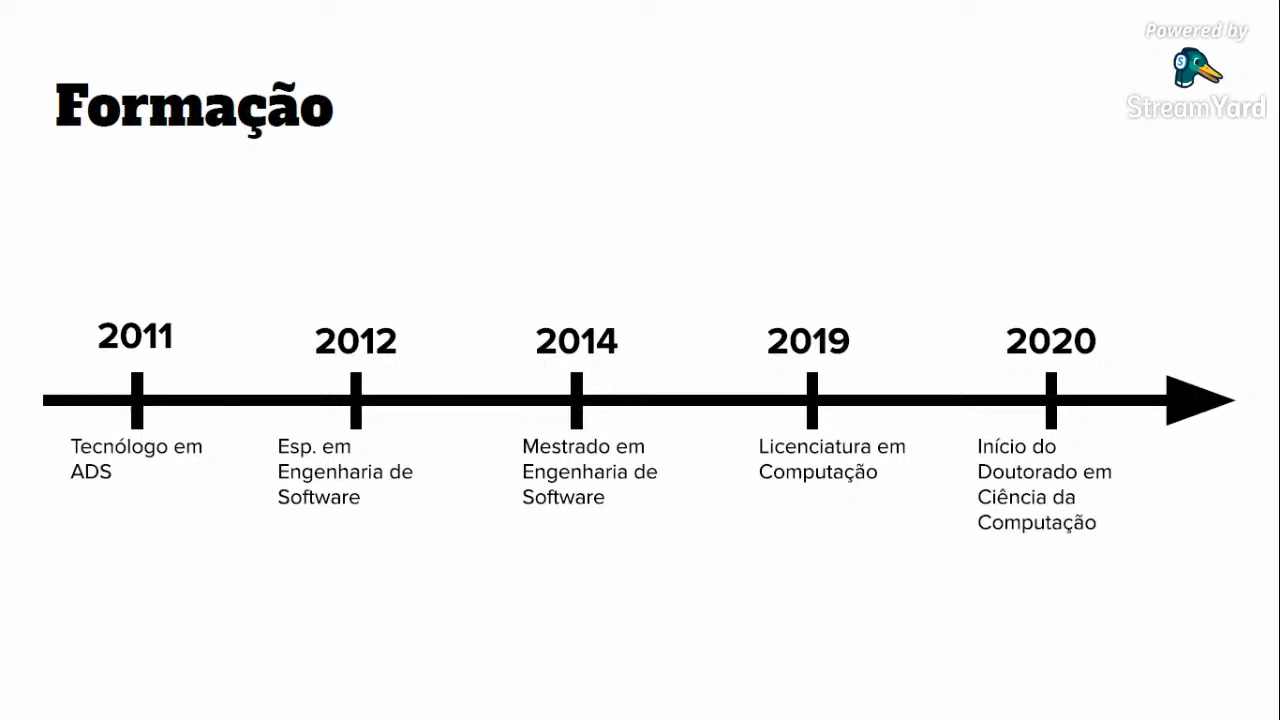 Powered by
StreamYard
Formação
2011
Tecnólogo em
ADS
2012
Esp. em
Engenharia de
Software
2014
Mestrado em
Engenharia de
Software
2019
Licenciatura em
Computação
2020
Início do
Doutorado em
Ciência da
Computação